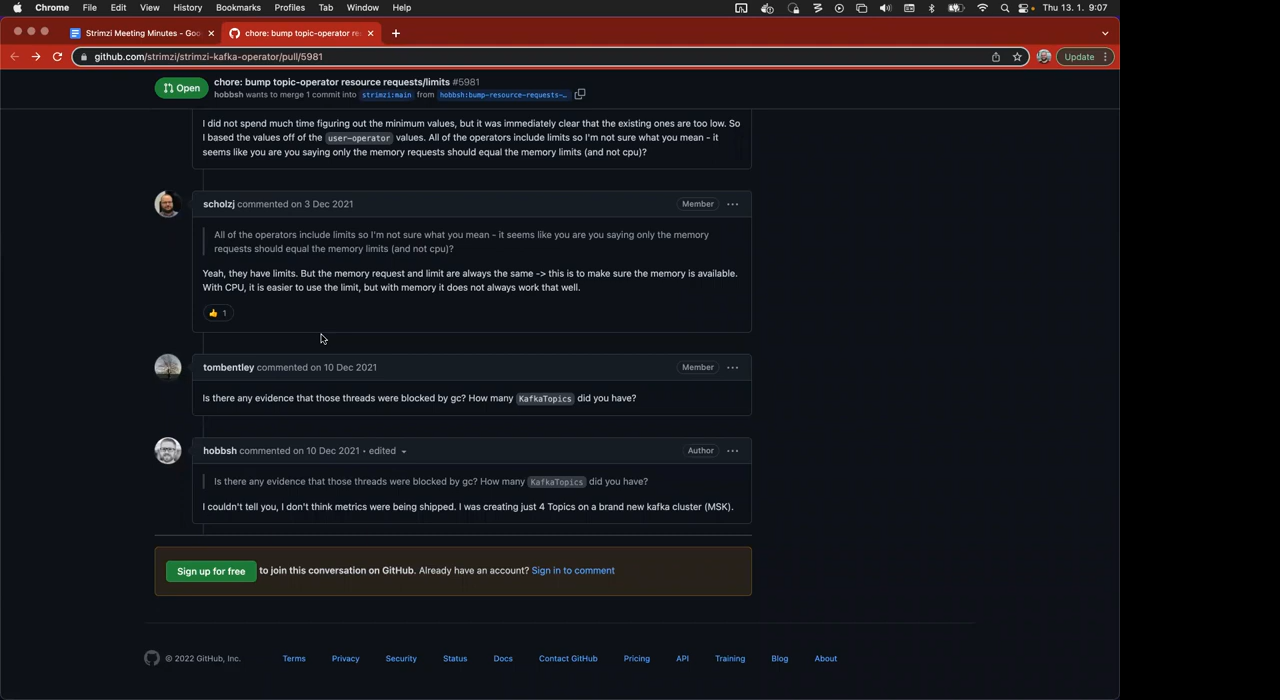 Chrome File Edit View History Bookmarks Profiles Tab Window Help
Thu 13. 1. 9:07
Strimzi Meeting Minutes - Goo
chore: bump topic-operator re
github.com/strimzi/strimzi-kafka-operator/pull/5981
Update
Open
chore: bump topic-operator resource requests/limits #5981
hobbsh wants to merge 1 commit into strimzi:main from hobbsh:bump-resource-requests-…
I did not spend much time figuring out the minimum values, but it was immediately clear that the existing ones are too low. So
I based the values off of the user-operator values. All of the operators include limits so I'm not sure what you mean - it
seems like you are you saying only the memory requests should equal the memory limits (and not cpu)?
scholzj commented on 3 Dec 2021
Member
All of the operators include limits so I'm not sure what you mean - it seems like you are you saying only the memory
requests should equal the memory limits (and not cpu)?
Yeah, they have limits. But the memory request and limit are always the same -> this is to make sure the memory is available.
With CPU, it is easier to use the limit, but with memory it does not always work that well.
👍 1
tombentley commented on 10 Dec 2021
Member
Is there any evidence that those threads were blocked by gc? How many KafkaTopics did you have?
hobbsh commented on 10 Dec 2021 • edited
Author
Is there any evidence that those threads were blocked by gc? How many KafkaTopics did you have?
I couldn't tell you, I don't think metrics were being shipped. I was creating just 4 Topics on a brand new kafka cluster (MSK).
Sign up for free to join this conversation on GitHub. Already have an account? Sign in to comment
© 2022 GitHub, Inc. Terms Privacy Security Status Docs Contact GitHub Pricing API Training Blog About